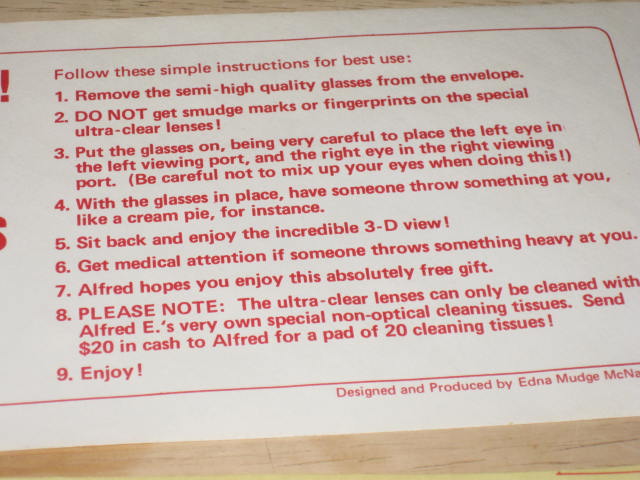 !
S
Follow these simple instructions for best use:
1. Remove the semi-high quality glasses from the envelope.
2. DO NOT get smudge marks or fingerprints on the special
ultra-clear lenses!
3. Put the glasses on, being very careful to place the left eye in
the left viewing port, and the right eye in the right viewing
port. (Be careful not to mix up your eyes when doing this!)
4. With the glasses in place, have someone throw something at you,
like a cream pie, for instance.
5. Sit back and enjoy the incredible 3-D view!
6. Get medical attention if someone throws something heavy at you.
7. Alfred hopes you enjoy this absolutely free gift.
8. PLEASE NOTE: The ultra-clear lenses can only be cleaned with
Alfred E.'s very own special non-optical cleaning tissues. Send
$20 in cash to Alfred for a pad of 20 cleaning tissues!
9. Enjoy!
Designed and Produced by Edna Mudge McNa